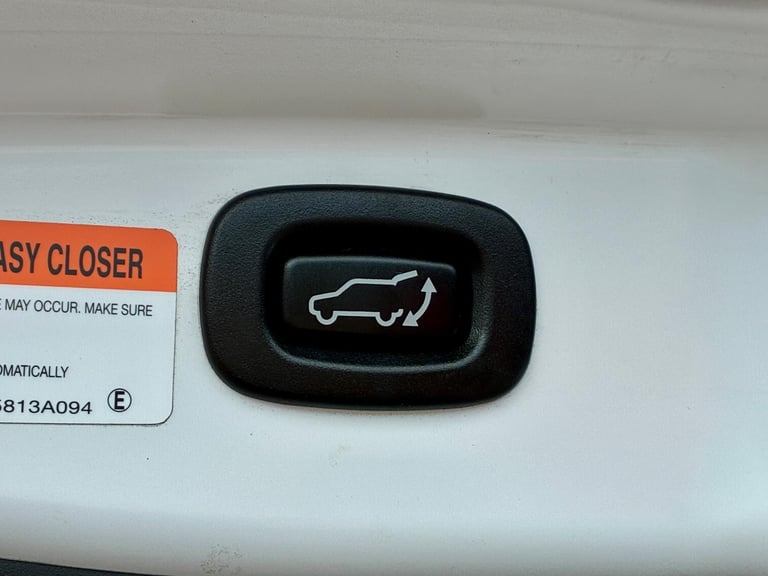 ASY CLOSER
E MAY OCCUR. MAKE SURE
OMATICALLY
5813A094 Ⓔ